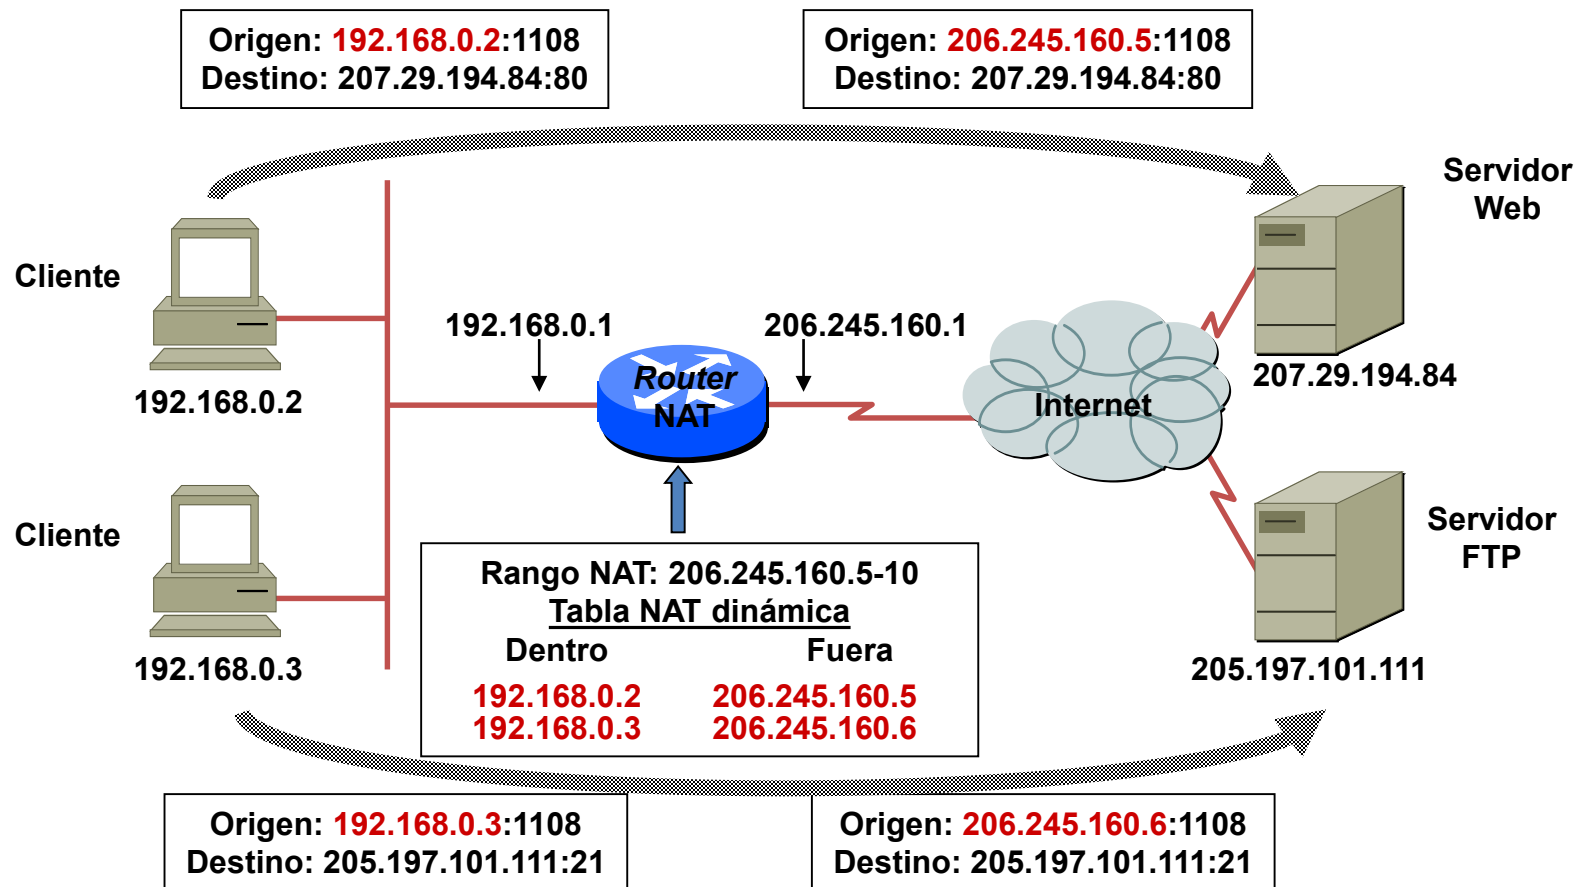 Origen: 192.168.0.2:1108
Destino: 207.29.194.84:80
Origen: 206.245.160.5:1108
Destino: 207.29.194.84:80
Servidor
Web
Cliente
192.168.0.1
206.245.160.1
192.168.0.2
Router
NAT
Internet
207.29.194.84
Cliente
Servidor
FTP
192.168.0.3
205.197.101.111
Rango NAT: 206.245.160.5-10
Tabla NAT dinámica
Dentro Fuera
192.168.0.2 206.245.160.5
192.168.0.3 206.245.160.6
Origen: 192.168.0.3:1108
Destino: 205.197.101.111:21
Origen: 206.245.160.6:1108
Destino: 205.197.101.111:21